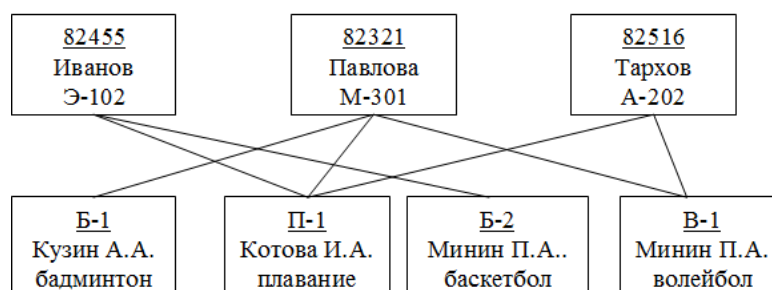 82455
Иванов
Э-102
82321
Павлова
М-301
82516
Тархов
А-202
Б-1
Кузин А.А.
бадминтон
П-1
Котова И.А.
плавание
Б-2
Минин П.А..
баскетбол
В-1
Минин П.А.
волейбол